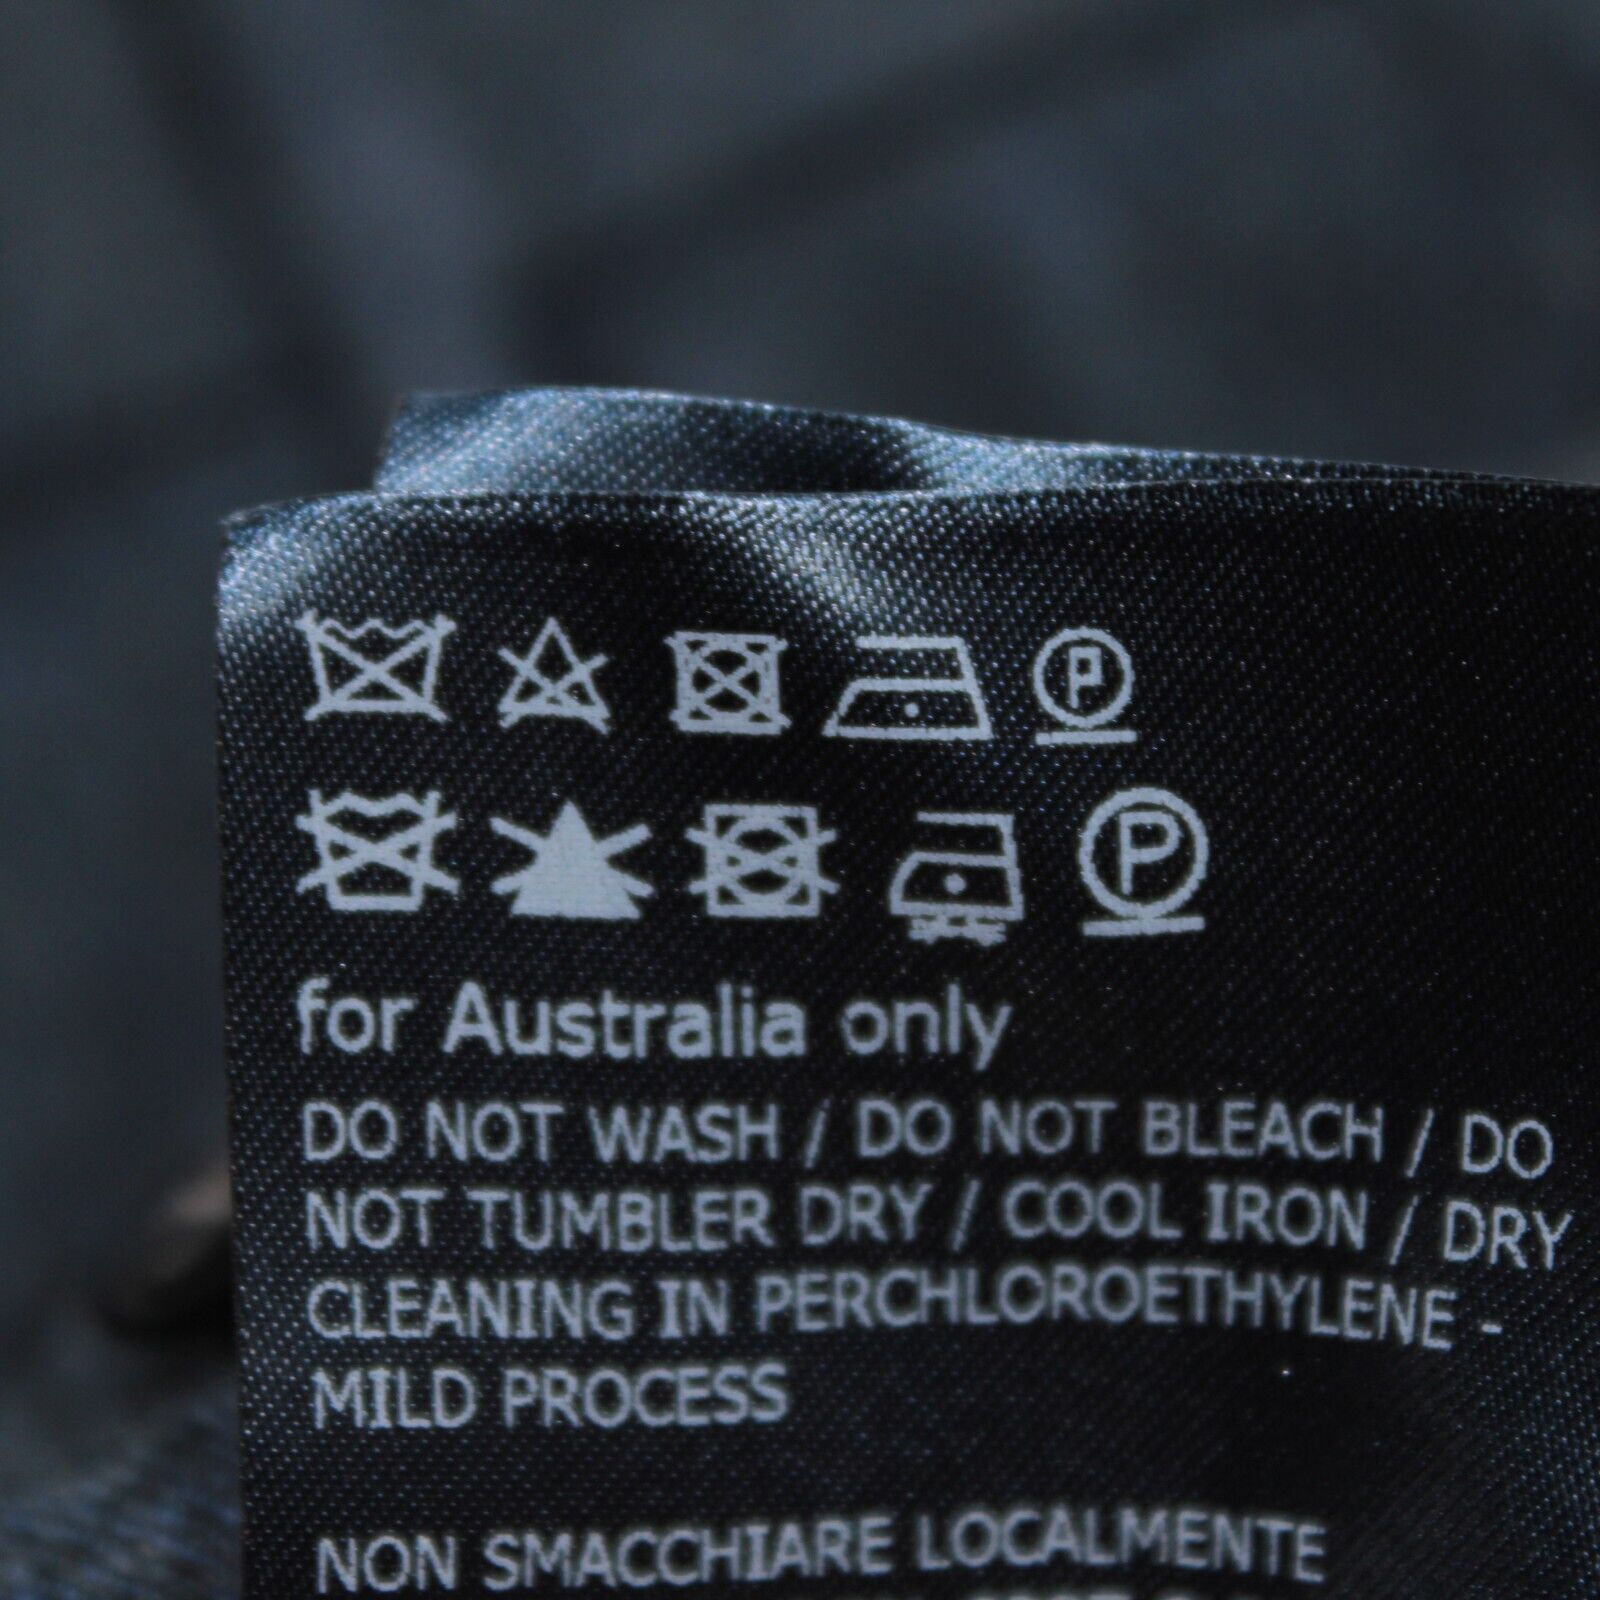 P
P
for Australia only
DO NOT WASH / DO NOT BLEACH / DO
NOT TUMBLER DRY / COOL IRON / DRY
CLEANING IN PERCHLOROETHYLENE -
MILD PROCESS
NON SMACCHIARE LOCALMENTE